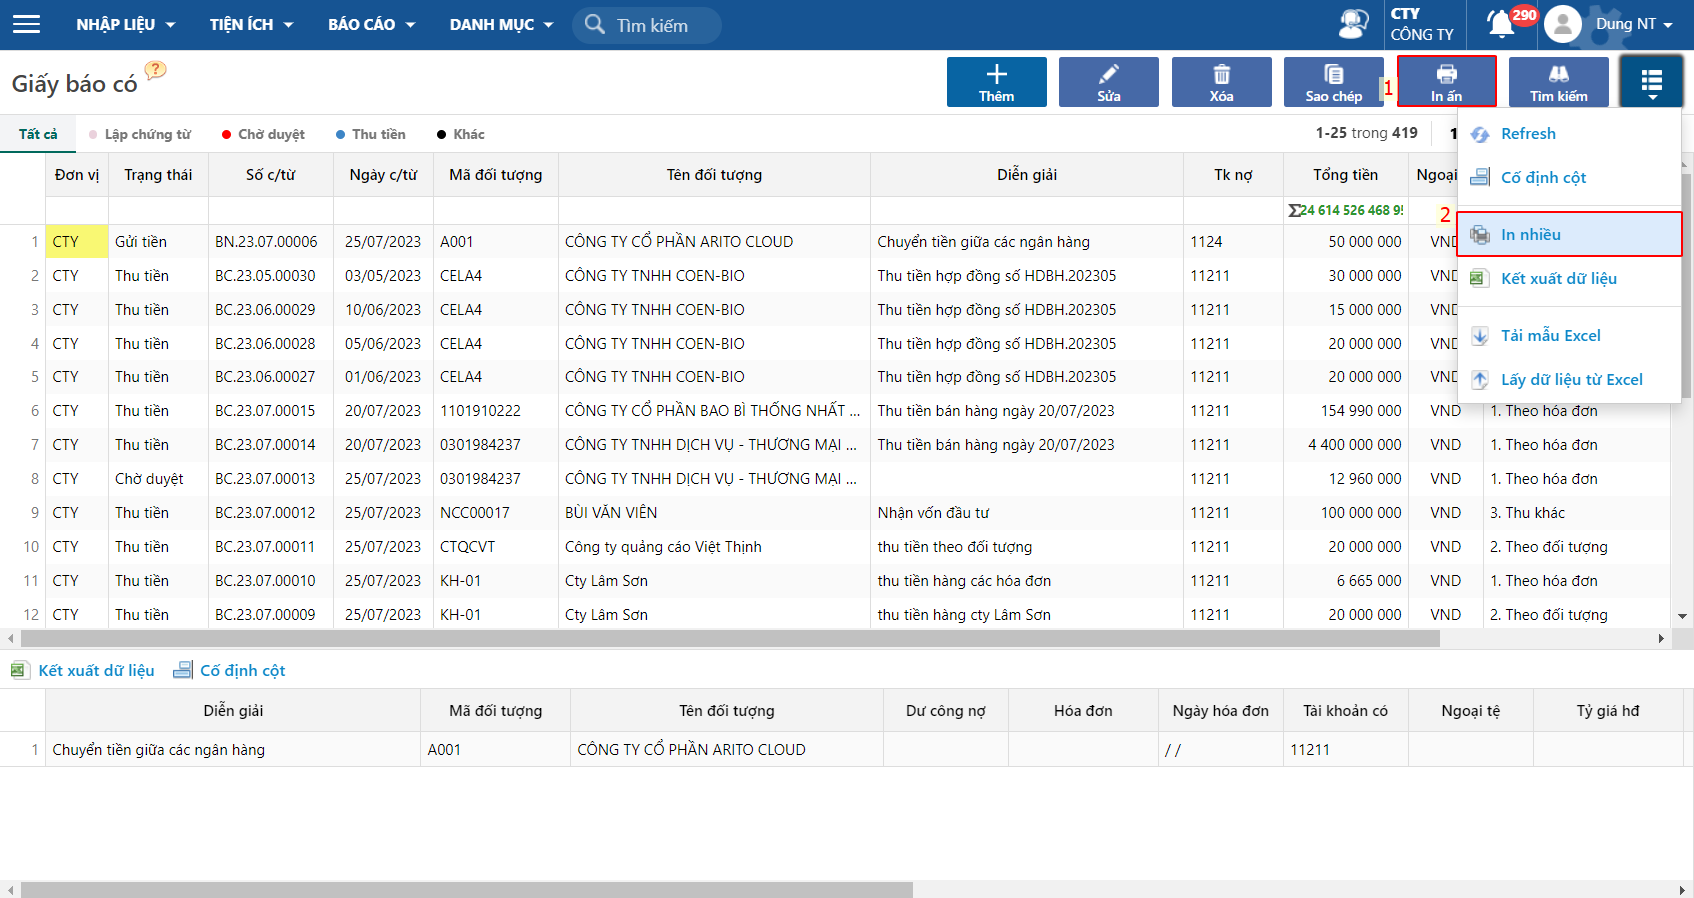 NHẬP LIỆU TIỆN ÍCH BÁO CÁO DANH MỤC Tìm kiếm CTY CÔNG TY 290 Dung NT
Giấy báo có ? Thêm Sửa Xóa Sao chép 1 In ấn Tìm kiếm
Tất cả Lập chứng từ Chờ duyệt Thu tiền Khác 1-25 trong 419 1
Refresh
Cố định cột
2 In nhiều
Kết xuất dữ liệu
Tải mẫu Excel
Lấy dữ liệu từ Excel
Đơn vị Trạng thái Số c/từ Ngày c/từ Mã đối tượng Tên đối tượng Diễn giải Tk nợ Tổng tiền Ngoại
Σ24 614 526 468 95
1 CTY Gửi tiền BN.23.07.00006 25/07/2023 A001 CÔNG TY CỔ PHẦN ARITO CLOUD Chuyển tiền giữa các ngân hàng 1124 50 000 000 VND
2 CTY Thu tiền BC.23.05.00030 03/05/2023 CELA4 CÔNG TY TNHH COEN-BIO Thu tiền hợp đồng số HDBH.202305 11211 30 000 000 VND
3 CTY Thu tiền BC.23.06.00029 10/06/2023 CELA4 CÔNG TY TNHH COEN-BIO Thu tiền hợp đồng số HDBH.202305 11211 15 000 000 VND
4 CTY Thu tiền BC.23.06.00028 05/06/2023 CELA4 CÔNG TY TNHH COEN-BIO Thu tiền hợp đồng số HDBH.202305 11211 20 000 000 VND
5 CTY Thu tiền BC.23.06.00027 01/06/2023 CELA4 CÔNG TY TNHH COEN-BIO Thu tiền hợp đồng số HDBH.202305 11211 20 000 000 VND
6 CTY Thu tiền BC.23.07.00015 20/07/2023 1101910222 CÔNG TY CỔ PHẦN BAO BÌ THỐNG NHẤT ... Thu tiền bán hàng ngày 20/07/2023 11211 154 990 000 VND 1. Theo hóa đơn
7 CTY Thu tiền BC.23.07.00014 20/07/2023 0301984237 CÔNG TY TNHH DỊCH VỤ - THƯƠNG MẠI ... Thu tiền bán hàng ngày 20/07/2023 11211 4 400 000 000 VND 1. Theo hóa đơn
8 CTY Chờ duyệt BC.23.07.00013 25/07/2023 0301984237 CÔNG TY TNHH DỊCH VỤ - THƯƠNG MẠI ... 11211 12 960 000 VND 1. Theo hóa đơn
9 CTY Thu tiền BC.23.07.00012 25/07/2023 NCC00017 BÙI VĂN VIÊN Nhận vốn đầu tư 11211 100 000 000 VND 3. Thu khác
10 CTY Thu tiền BC.23.07.00011 25/07/2023 CTQCVT Công ty quảng cáo Việt Thịnh thu tiền theo đối tượng 11211 20 000 000 VND 2. Theo đối tượng
11 CTY Thu tiền BC.23.07.00010 25/07/2023 KH-01 Cty Lâm Sơn thu tiền hàng các hóa đơn 11211 6 665 000 VND 1. Theo hóa đơn
12 CTY Thu tiền BC.23.07.00009 25/07/2023 KH-01 Cty Lâm Sơn thu tiền hàng cty Lâm Sơn 11211 20 000 000 VND 2. Theo đối tượng
Kết xuất dữ liệu Cố định cột
Diễn giải Mã đối tượng Tên đối tượng Dư công nợ Hóa đơn Ngày hóa đơn Tài khoản có Ngoại tệ Tỷ giá hđ
1 Chuyển tiền giữa các ngân hàng A001 CÔNG TY CỔ PHẦN ARITO CLOUD / / 11211